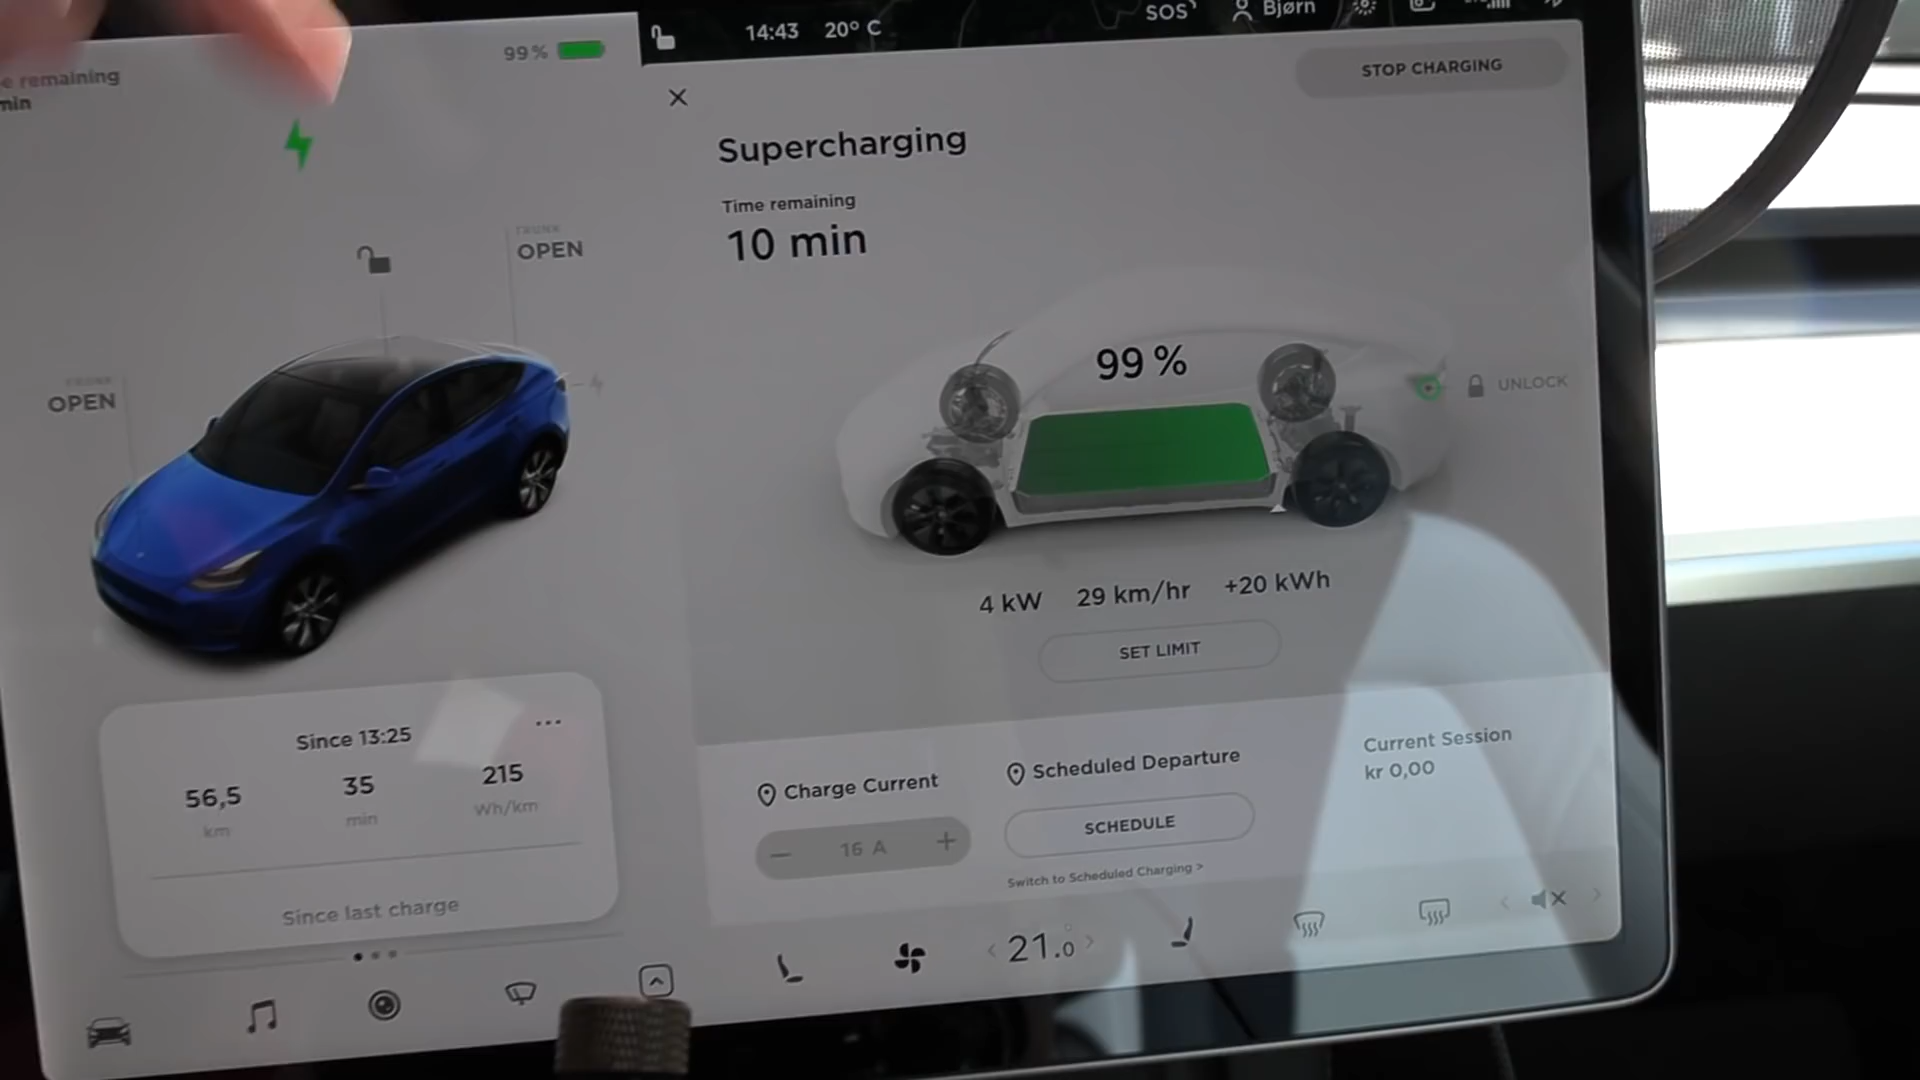 e remaining
min
99 %
14:43 20° C SOS Bjørn
STOP CHARGING
Supercharging
Time remaining
10 min
TRUNK
OPEN
OPEN
99 %
UNLOCK
4 kW 29 km/hr +20 kWh
SET LIMIT
Since 13:25
56,5 35 215
km min Wh/km
Since last charge
Charge Current
16 A
Scheduled Departure
SCHEDULE
Switch to Scheduled Charging >
Current Session
kr 0,00
21.0